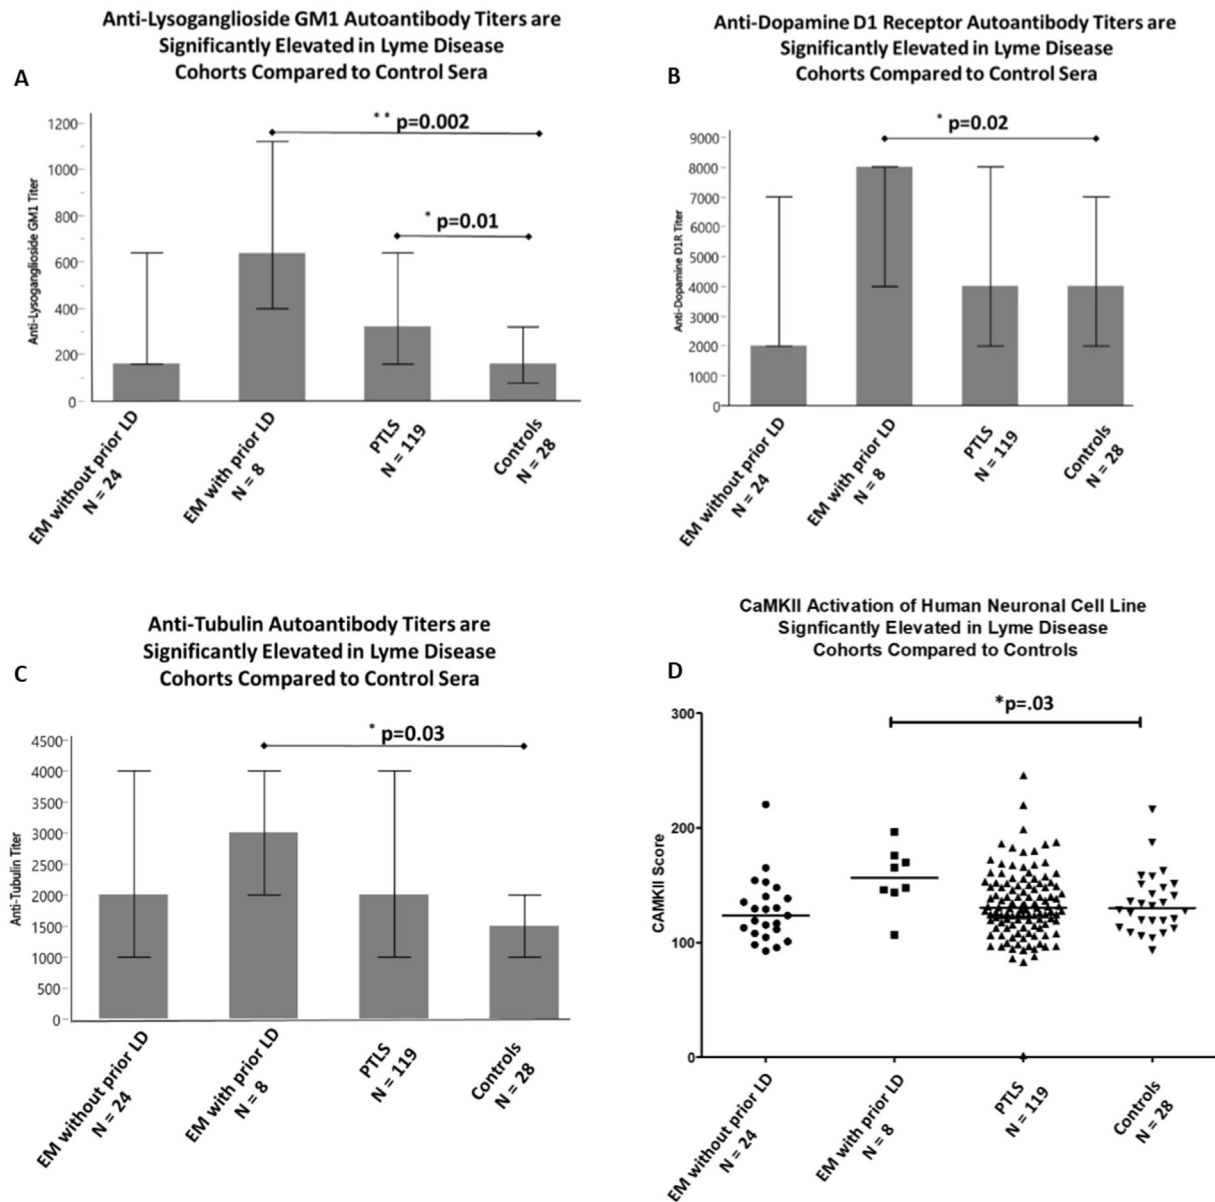 Anti-Lysoganglioside GM1 Autoantibody Titers are
Significantly Elevated in Lyme Disease
Cohorts Compared to Control Sera
A
** p=0.002
* p=0.01
Anti-Lysoganglioside GM1 Titer
1200
1000
800
600
400
200
0
EM without prior LD
N = 24
EM with prior LD
N = 8
PTLS
N = 119
Controls
N = 28
Anti-Dopamine D1 Receptor Autoantibody Titers are
Significantly Elevated in Lyme Disease
Cohorts Compared to Control Sera
B
* p=0.02
Anti-Dopamine D1R Titer
9000
8000
7000
6000
5000
4000
3000
2000
1000
0
EM without prior LD
N = 24
EM with prior LD
N = 8
PTLS
N = 119
Controls
N = 28
Anti-Tubulin Autoantibody Titers are
Significantly Elevated in Lyme Disease
Cohorts Compared to Control Sera
C
* p=0.03
Anti-Tubulin Titer
4500
4000
3500
3000
2500
2000
1500
1000
500
0
EM without prior LD
N = 24
EM with prior LD
N = 8
PTLS
N = 119
Controls
N = 28
CaMKII Activation of Human Neuronal Cell Line
Signficantly Elevated in Lyme Disease
Cohorts Compared to Controls
D
*p=.03
CAMKII Score
300
200
100
0
EM without prior LD
N = 24
EM with prior LD
N = 8
PTLS
N = 119
Controls
N = 28